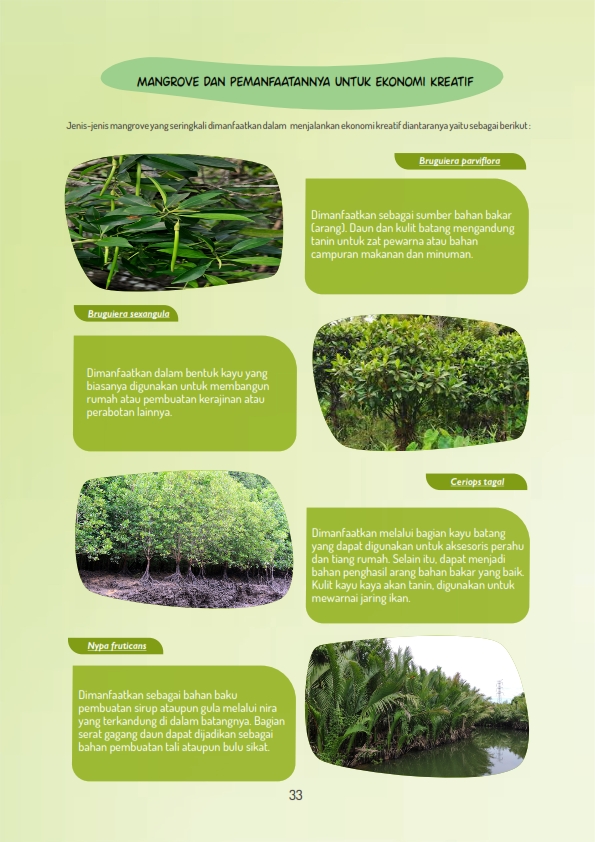 MANGROVE DAN PEMANFAATANNYA UNTUK EKONOMI KREATIF
Jenis-jenis mangrove yang seringkali dimanfaatkan dalam menjalankan ekonomi kreatif diantaranya yaitu sebagai berikut :
Bruguiera parviflora
Dimanfaatkan sebagai sumber bahan bakar
(arang). Daun dan kulit batang mengandung
tanin untuk zat pewarna atau bahan
campuran makanan dan minuman.
Bruguiera sexangula
Dimanfaatkan dalam bentuk kayu yang
biasanya digunakan untuk membangun
rumah atau pembuatan kerajinan atau
perabotan lainnya.
Ceriops tagal
Dimanfaatkan melalui bagian kayu batang
yang dapat digunakan untuk aksesoris perahu
dan tiang rumah. Selain itu, dapat menjadi
bahan penghasil arang bahan bakar yang baik.
Kulit kayu kaya akan tanin, digunakan untuk
mewarnai jaring ikan.
Nypa fruticans
Dimanfaatkan sebagai bahan baku
pembuatan sirup ataupun gula melalui nira
yang terkandung di dalam batangnya. Bagian
serat gagang daun dapat dijadikan sebagai
bahan pembuatan tali ataupun bulu sikat.
33